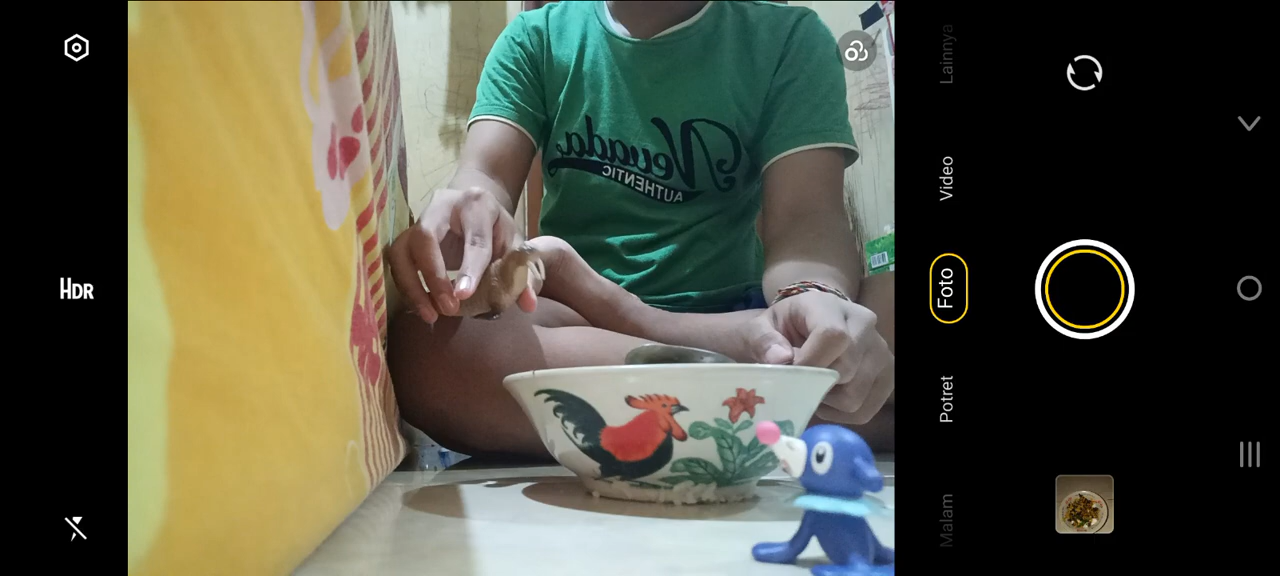 HDR
Nevada
AUTHENTIC
Lainnya
Video
Foto
Potret
Malam